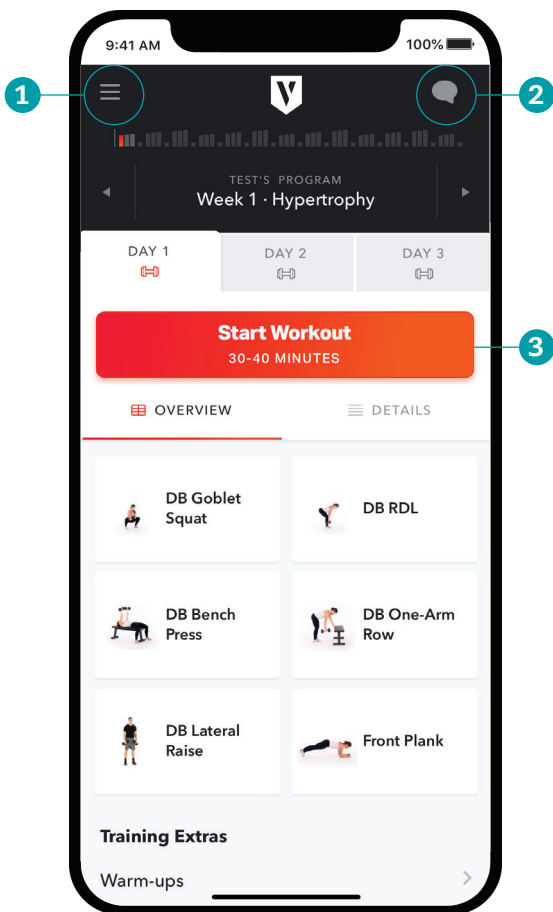 9:41 AM 100%
1
2
V
TEST'S PROGRAM
Week 1 · Hypertrophy
DAY 1 DAY 2 DAY 3
Start Workout
30-40 MINUTES
3
OVERVIEW DETAILS
DB Goblet
Squat
DB RDL
DB Bench
Press
DB One-Arm
Row
DB Lateral
Raise
Front Plank
Training Extras
Warm-ups